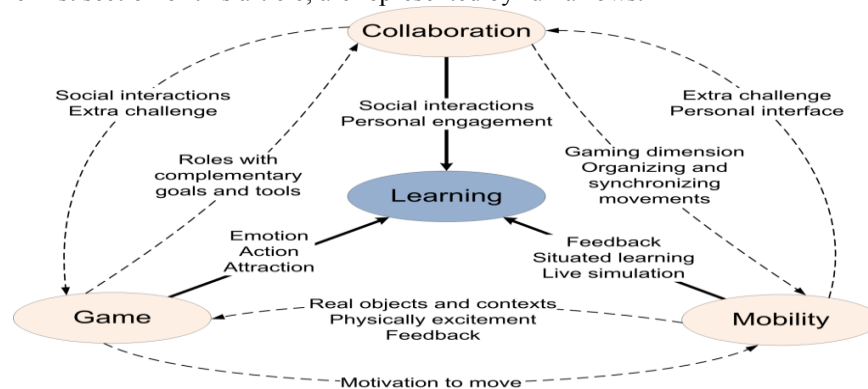 Collaboration
Social interactions
Extra challenge
Social interactions
Personal engagement
Extra challenge
Personal interface
Roles with
complementary
goals and tools
Gaming dimension
Organizing and
synchronizing
movements
Learning
Emotion
Action
Attraction
Feedback
Situated learning
Live simulation
Game
Real objects and contexts
Physically excitement
Feedback
Mobility
Motivation to move